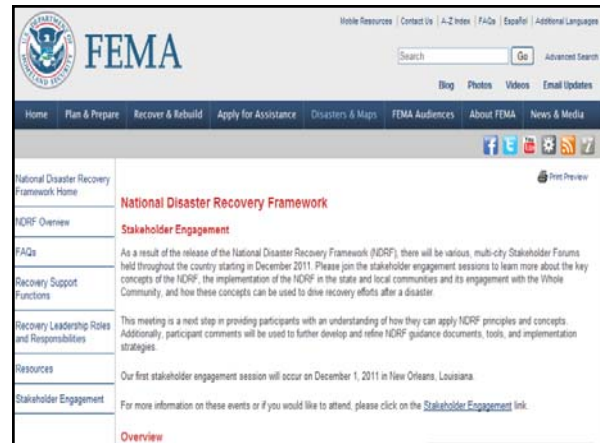 Mobile Resources | Contact Us | A-Z Index | FAQs | Español | Additional Languages
FEMA
Search Go Advanced Search
Blog Photos Videos Email Updates
Home Plan & Prepare Recover & Rebuild Apply for Assistance Disasters & Maps FEMA Audiences About FEMA News & Media
Print Preview
National Disaster Recovery
Framework Home
NDRF Overview
FAQs
Recovery Support
Functions
Recovery Leadership Roles
and Responsibilities
Resources
Stakeholder Engagement
National Disaster Recovery Framework
Stakeholder Engagement
As a result of the release of the National Disaster Recovery Framework (NDRF), there will be various, multi-city Stakeholder Forums
held throughout the country starting in December 2011. Please join the stakeholder engagement sessions to learn more about the key
concepts of the NDRF, the implementation of the NDRF in the state and local communities and its engagement with the Whole
Community, and how these concepts can be used to drive recovery efforts after a disaster.
This meeting is a next step in providing participants with an understanding of how they can apply NDRF principles and concepts.
Additionally, participant comments will be used to further develop and refine NDRF guidance documents, tools, and implementation
strategies.
Our first stakeholder engagement session will occur on December 1, 2011 in New Orleans, Louisiana
For more information on these events or if you would like to attend, please click on the Stakeholder Engagement link.
Overview